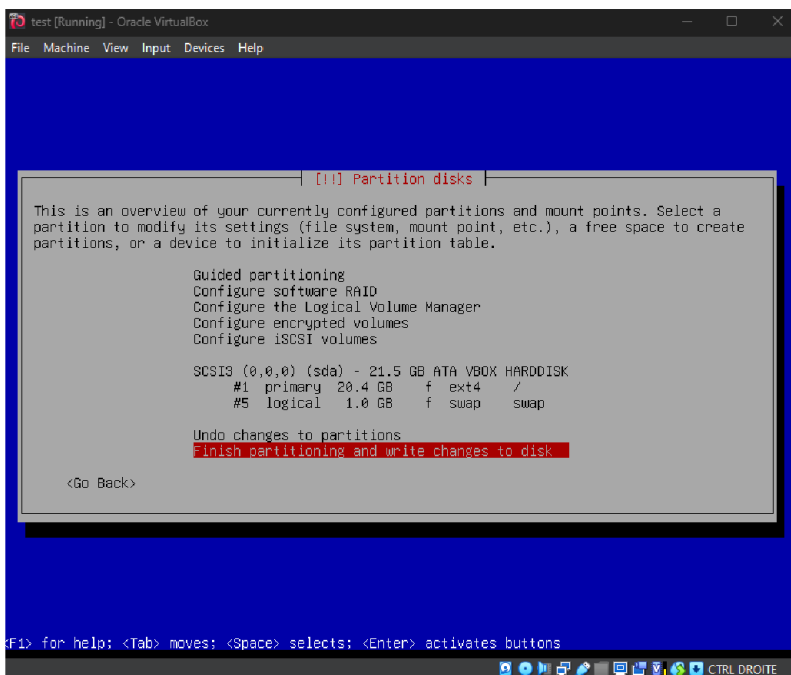 test [Running] - Oracle VirtualBox
File Machine View Input Devices Help
[!!] Partition disks
This is an overview of your currently configured partitions and mount points. Select a
partition to modify its settings (file system, mount point, etc.), a free space to create
partitions, or a device to initialize its partition table.
Guided partitioning
Configure software RAID
Configure the Logical Volume Manager
Configure encrypted volumes
Configure iSCSI volumes
SCSI3 (0,0,0) (sda) - 21.5 GB ATA VBOX HARDDISK
#1 primary 20.4 GB f ext4 /
#5 logical 1.0 GB f swap swap
Undo changes to partitions
Finish partitioning and write changes to disk
<Go Back>
<F1> for help; <Tab> moves; <Space> selects; <Enter> activates buttons
CTRL DROITE